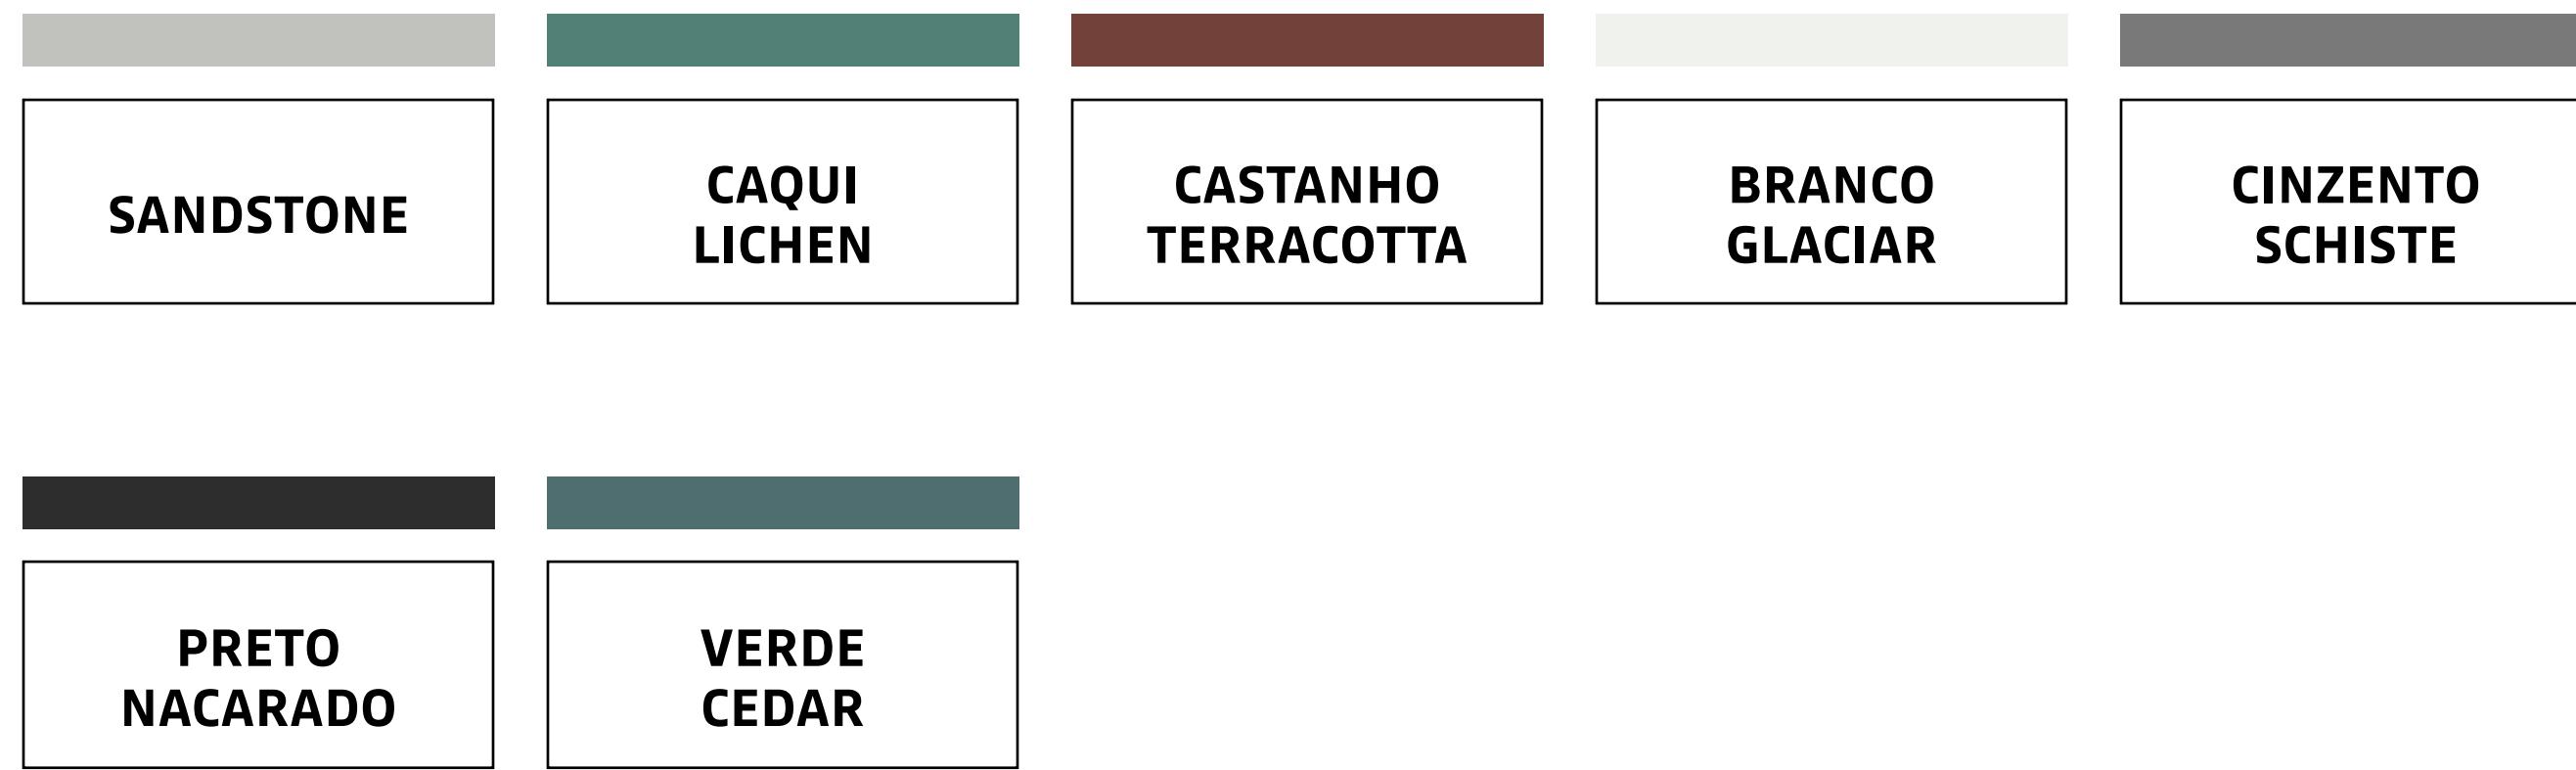 SANDSTONE
CAQUI
LICHEN
CASTANHO
TERRACOTTA
BRANCO
GLACIAR
CINZENTO
SCHISTE
PRETO
NACARADO
VERDE
CEDAR